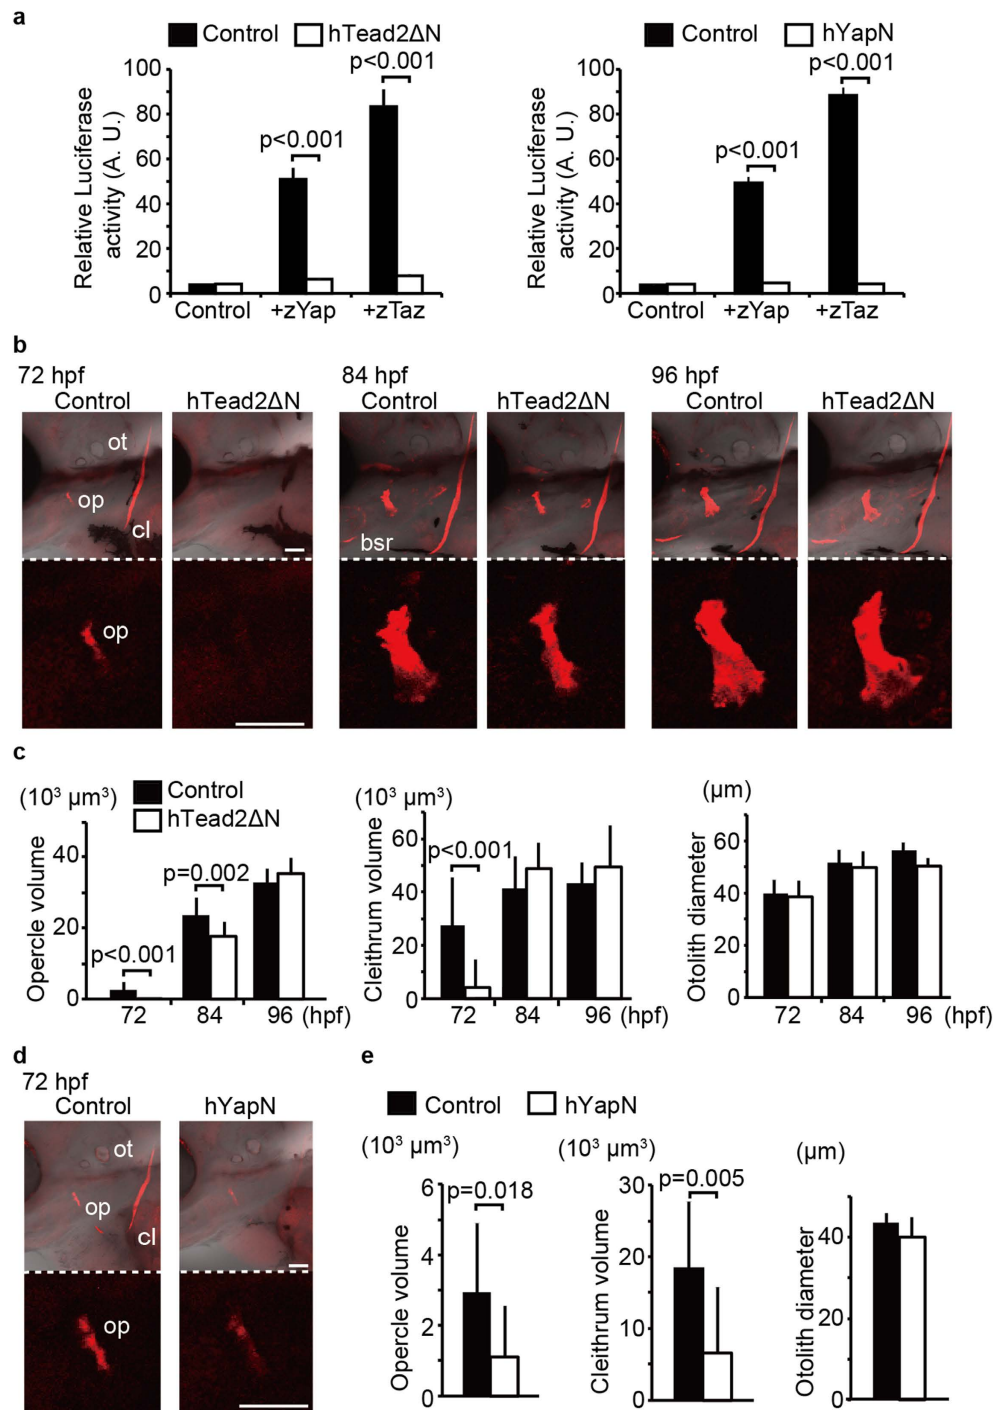 a
Control hTead2ΔN
Relative Luciferase
activity (A. U.)
100
80
60
40
20
0
p<0.001
p<0.001
Control +zYap +zTaz
Control hYapN
Relative Luciferase
activity (A. U.)
100
80
60
40
20
0
p<0.001
p<0.001
Control +zYap +zTaz
b
72 hpf
Control hTead2ΔN
84 hpf
Control hTead2ΔN
96 hpf
Control hTead2ΔN
ot
op
cl
bsr
op
c
Control
hTead2ΔN
(10³ µm³)
Opercle volume
40
20
0
p<0.001
p=0.002
72 84 96 (hpf)
(10³ µm³)
Cleithrum volume
60
40
20
0
p<0.001
72 84 96 (hpf)
(µm)
Otolith diameter
60
40
20
0
72 84 96 (hpf)
d
72 hpf
Control hYapN
ot
op
cl
op
e
Control hYapN
(10³ µm³)
Opercle volume
6
4
2
0
p=0.018
(10³ µm³)
Cleithrum volume
30
20
10
0
p=0.005
(µm)
Otolith diameter
40
20
0